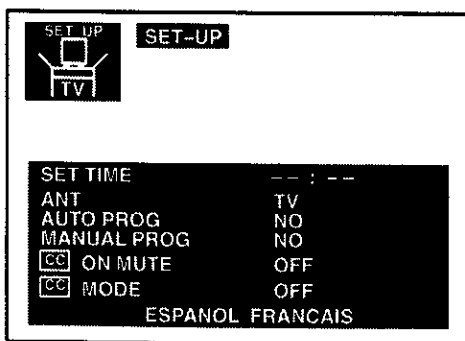 SET UP
TV
SET-UP
SET TIME -- : --
ANT TV
AUTO PROG NO
MANUAL PROG NO
CC ON MUTE OFF
CC MODE OFF
ESPANOL FRANCAIS